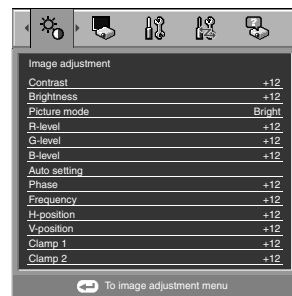 Image adjustment
Contrast +12
Brightness +12
Picture mode Bright
R-level +12
G-level +12
B-level +12
Auto setting
Phase +12
Frequency +12
H-position +12
V-position +12
Clamp 1 +12
Clamp 2 +12
To image adjustment menu